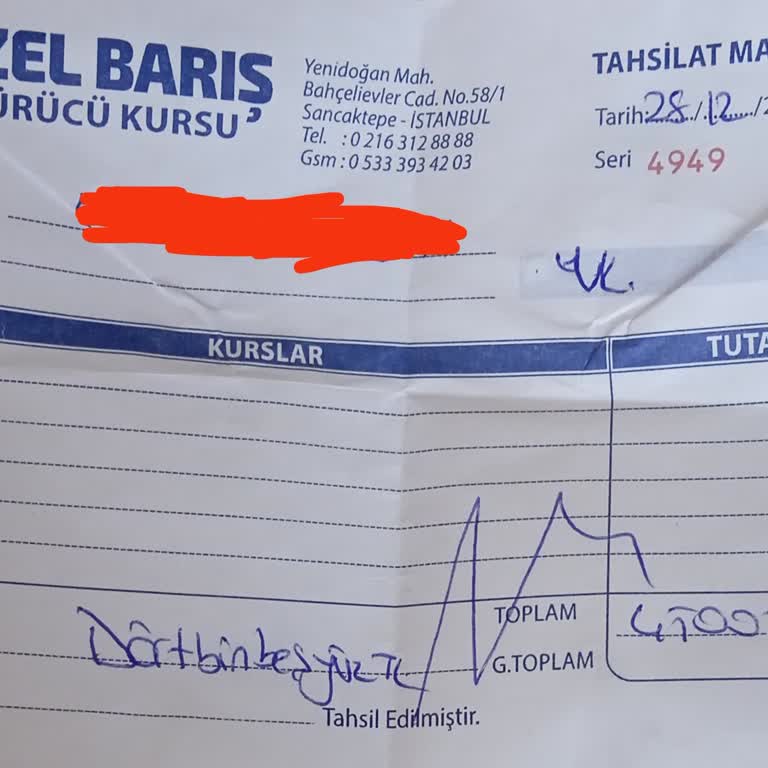 ZEL BARIŞ
ÜRÜCÜ KURSU
Yenidoğan Mah.
Bahçelievler Cad. No.58/1
Sancaktepe - İSTANBUL
Tel. : 0 216 312 88 88
Gsm : 0 533 393 42 03
TAHSİLAT MA
Tarih: 28 / 12 / 2
Seri 4949
KURSLAR
TUTA
TOPLAM 4500
Dörtbinbeşyüz TL G.TOPLAM
Tahsil Edilmiştir.